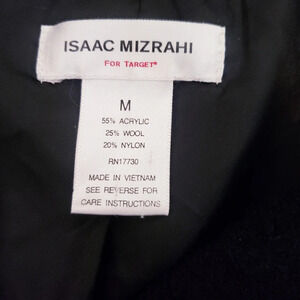 ISAAC MIZRAHI
FOR TARGET®
M
55% ACRYLIC
25% WOOL
20% NYLON
RN17730
MADE IN VIETNAM
SEE REVERSE FOR
CARE INSTRUCTIONS